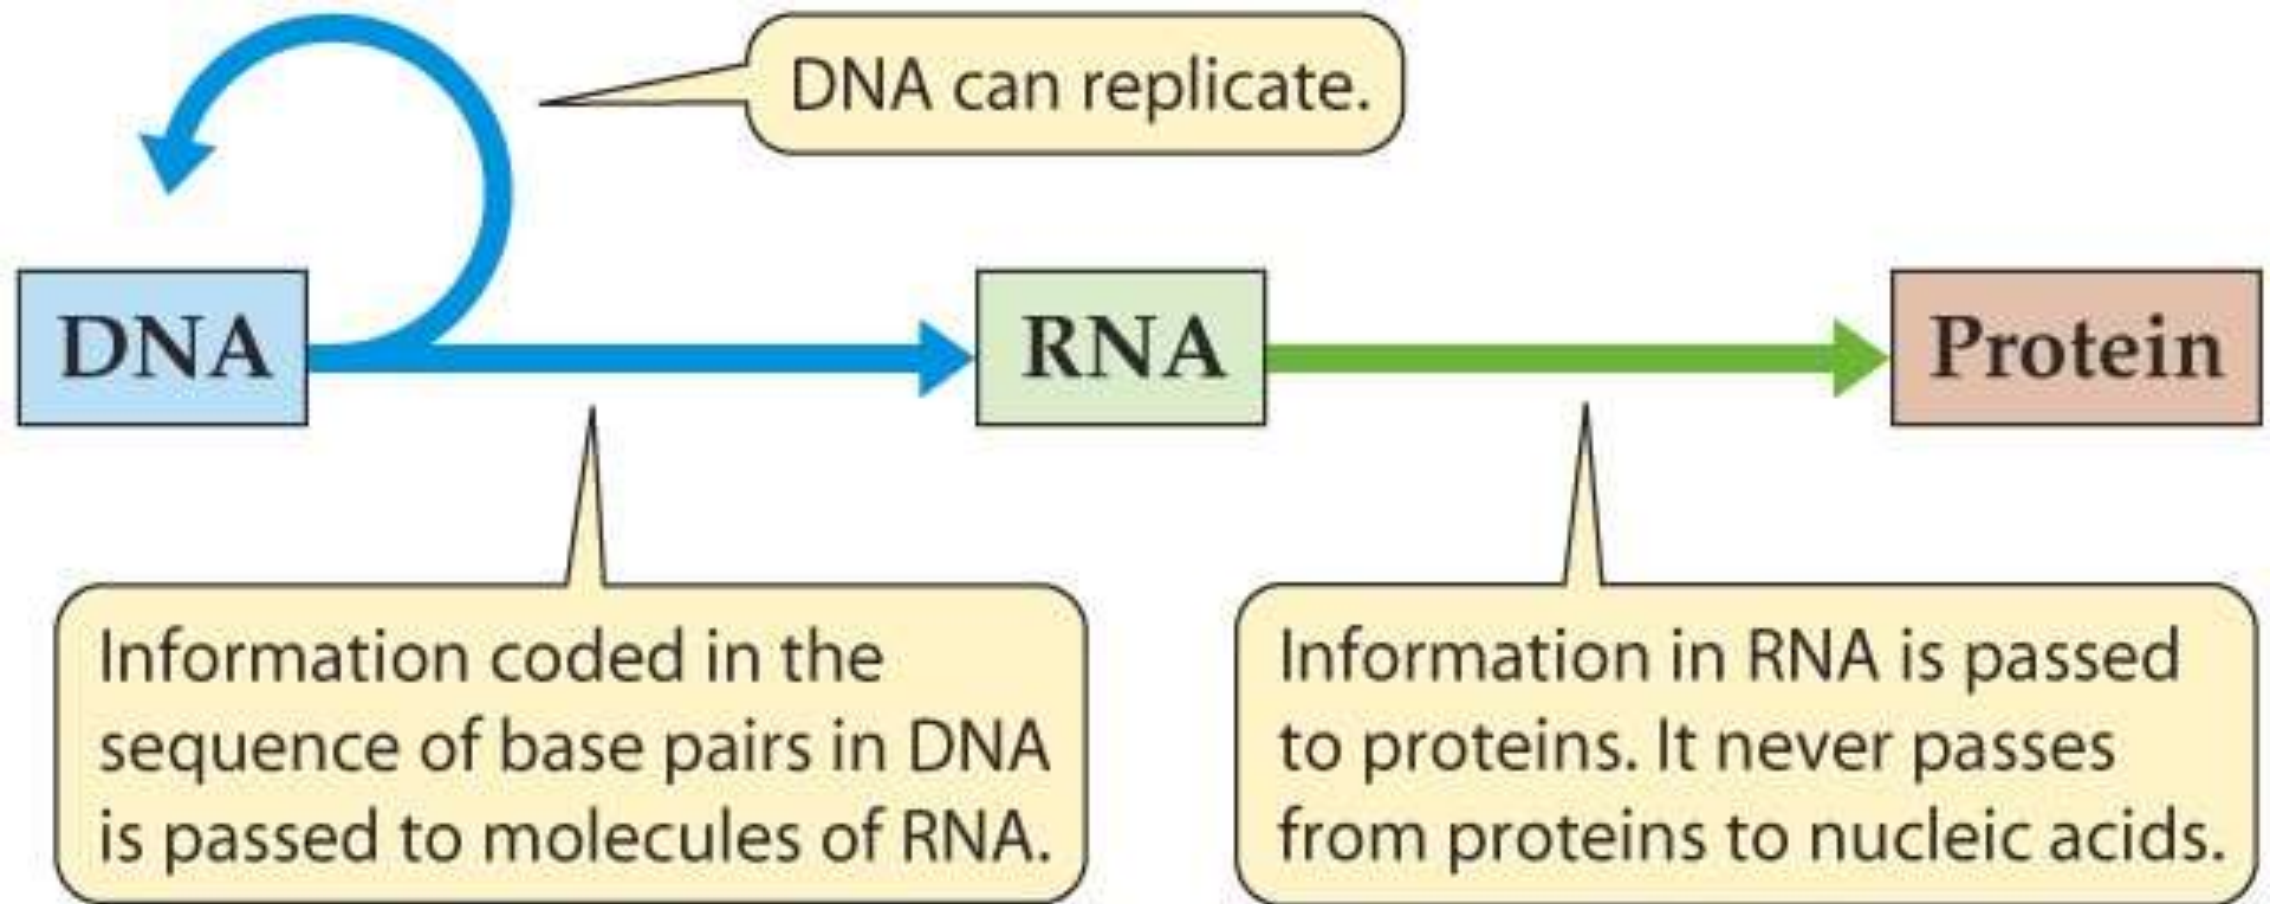 DNA can replicate.
DNA
RNA
Protein
Information coded in the
sequence of base pairs in DNA
is passed to molecules of RNA.
Information in RNA is passed
to proteins. It never passes
from proteins to nucleic acids.